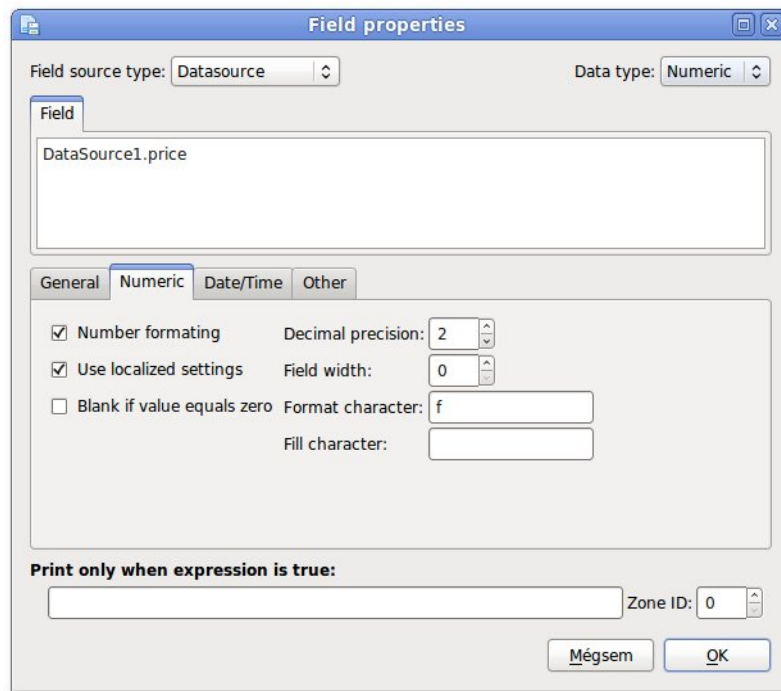 Field properties
Field source type: Datasource Data type: Numeric
Field
DataSource1.price
General Numeric Date/Time Other
Number formating Decimal precision: 2
Use localized settings Field width: 0
Blank if value equals zero Format character: f
Fill character:
Print only when expression is true:
Zone ID: 0
Mégsem OK